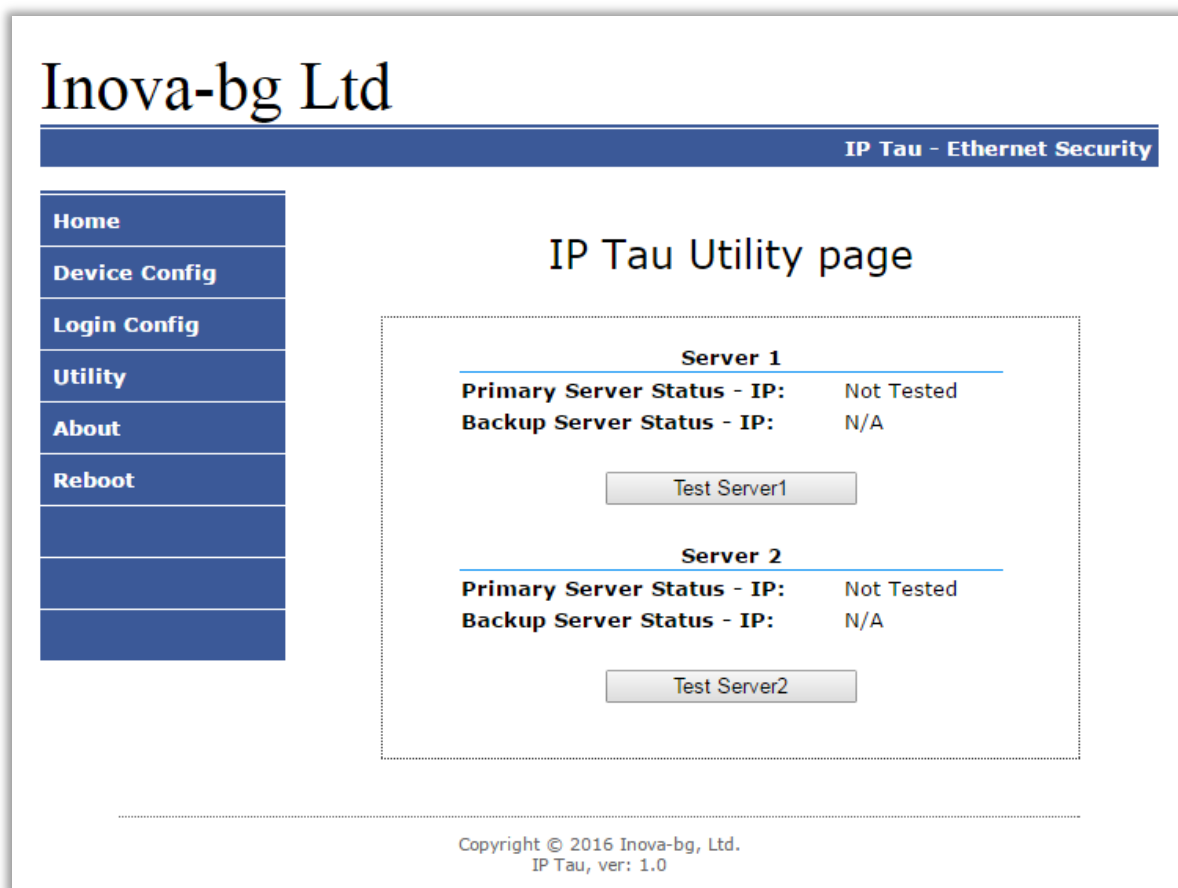 Inova-bg Ltd
IP Tau - Ethernet Security
Home
Device Config
Login Config
Utility
About
Reboot
IP Tau Utility page
Server 1
Primary Server Status - IP: Not Tested
Backup Server Status - IP: N/A
Test Server1
Server 2
Primary Server Status - IP: Not Tested
Backup Server Status - IP: N/A
Test Server2
Copyright © 2016 Inova-bg, Ltd.
IP Tau, ver: 1.0